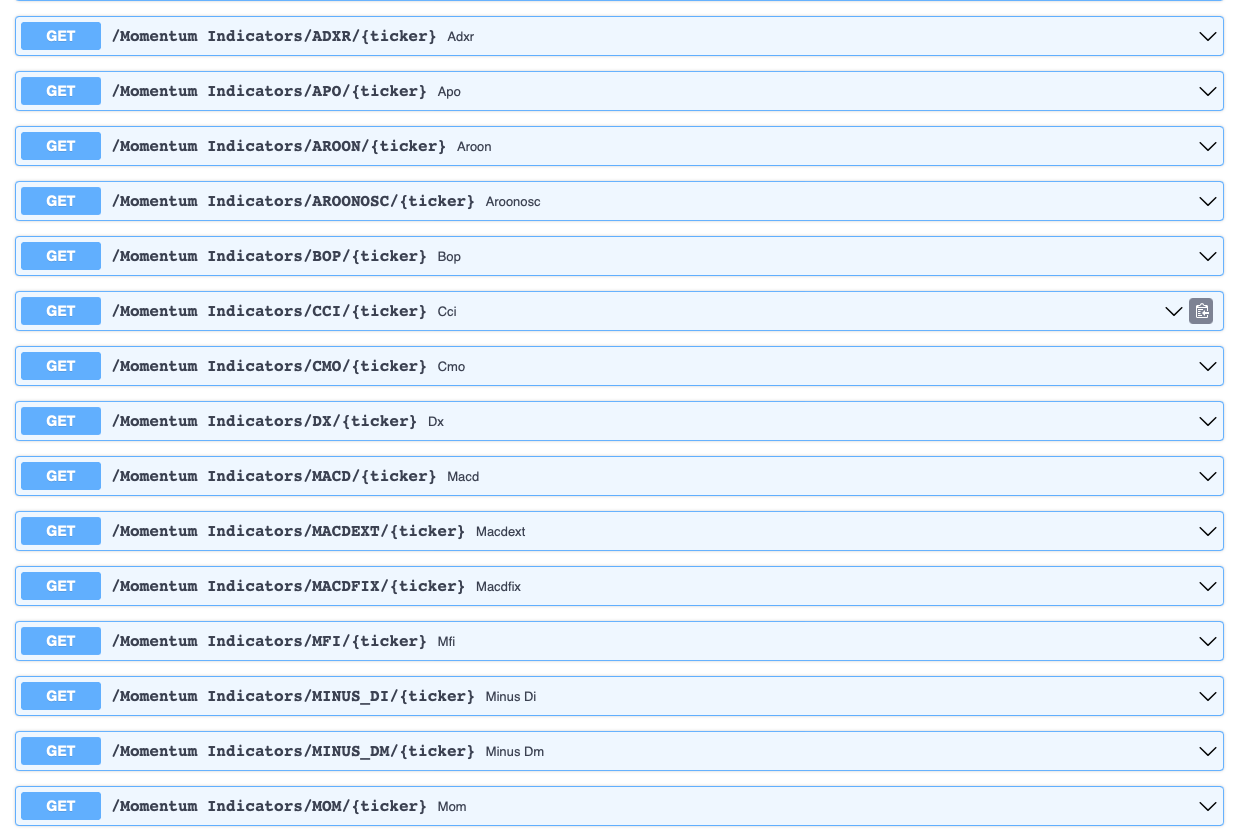 GET /Momentum Indicators/ADXR/{ticker} Adxr
GET /Momentum Indicators/APO/{ticker} Apo
GET /Momentum Indicators/AROON/{ticker} Aroon
GET /Momentum Indicators/AROONOSC/{ticker} Aroonosc
GET /Momentum Indicators/BOP/{ticker} Bop
GET /Momentum Indicators/CCI/{ticker} Cci
GET /Momentum Indicators/CMO/{ticker} Cmo
GET /Momentum Indicators/DX/{ticker} Dx
GET /Momentum Indicators/MACD/{ticker} Macd
GET /Momentum Indicators/MACDEXT/{ticker} Macdext
GET /Momentum Indicators/MACDFIX/{ticker} Macdfix
GET /Momentum Indicators/MFI/{ticker} Mfi
GET /Momentum Indicators/MINUS_DI/{ticker} Minus Di
GET /Momentum Indicators/MINUS_DM/{ticker} Minus Dm
GET /Momentum Indicators/MOM/{ticker} Mom